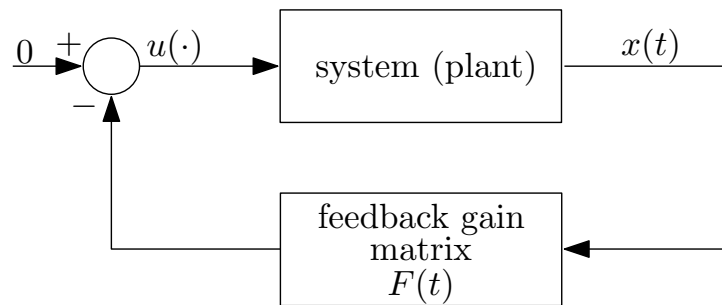 0
+
u(·)
system (plant)
x(t)
−
feedback gain
matrix
F(t)